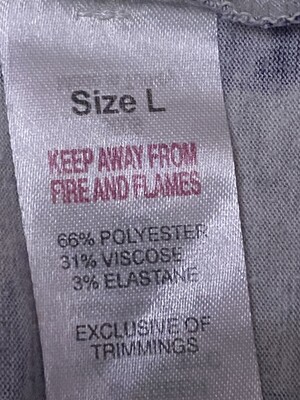 Size L
KEEP AWAY FROM
FIRE AND FLAMES
66% POLYESTER
31% VISCOSE
3% ELASTANE
EXCLUSIVE OF
TRIMMINGS